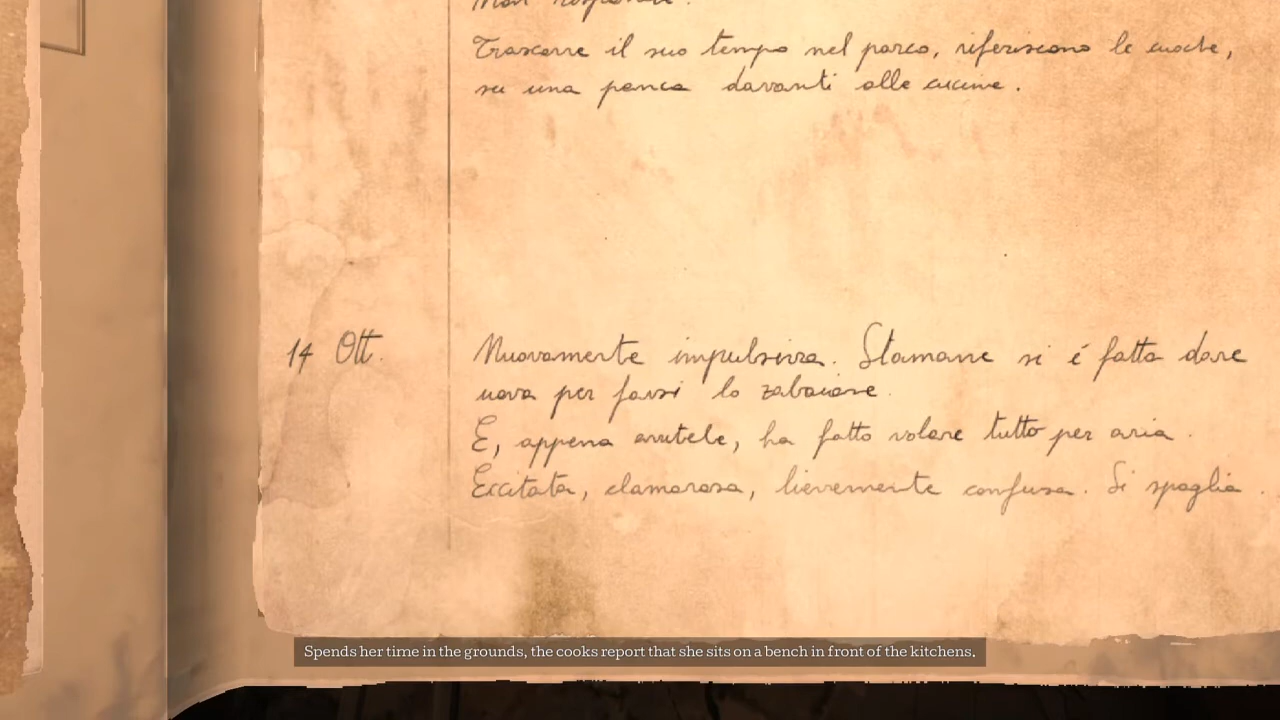 Non risponde.
Trascorre il suo tempo nel parco, riferiscono le cuoche,
su una panca davanti alle cucine.
14 Ott.
Nuovamente impulsiva. Stamane si é fatta dare
uova per farsi lo zabaione.
E, appena avutele, ha fatto volare tutto per aria.
Eccitata, clamorosa, lievemente confusa. Si spoglia.
Spends her time in the grounds, the cooks report that she sits on a bench in front of the kitchens.